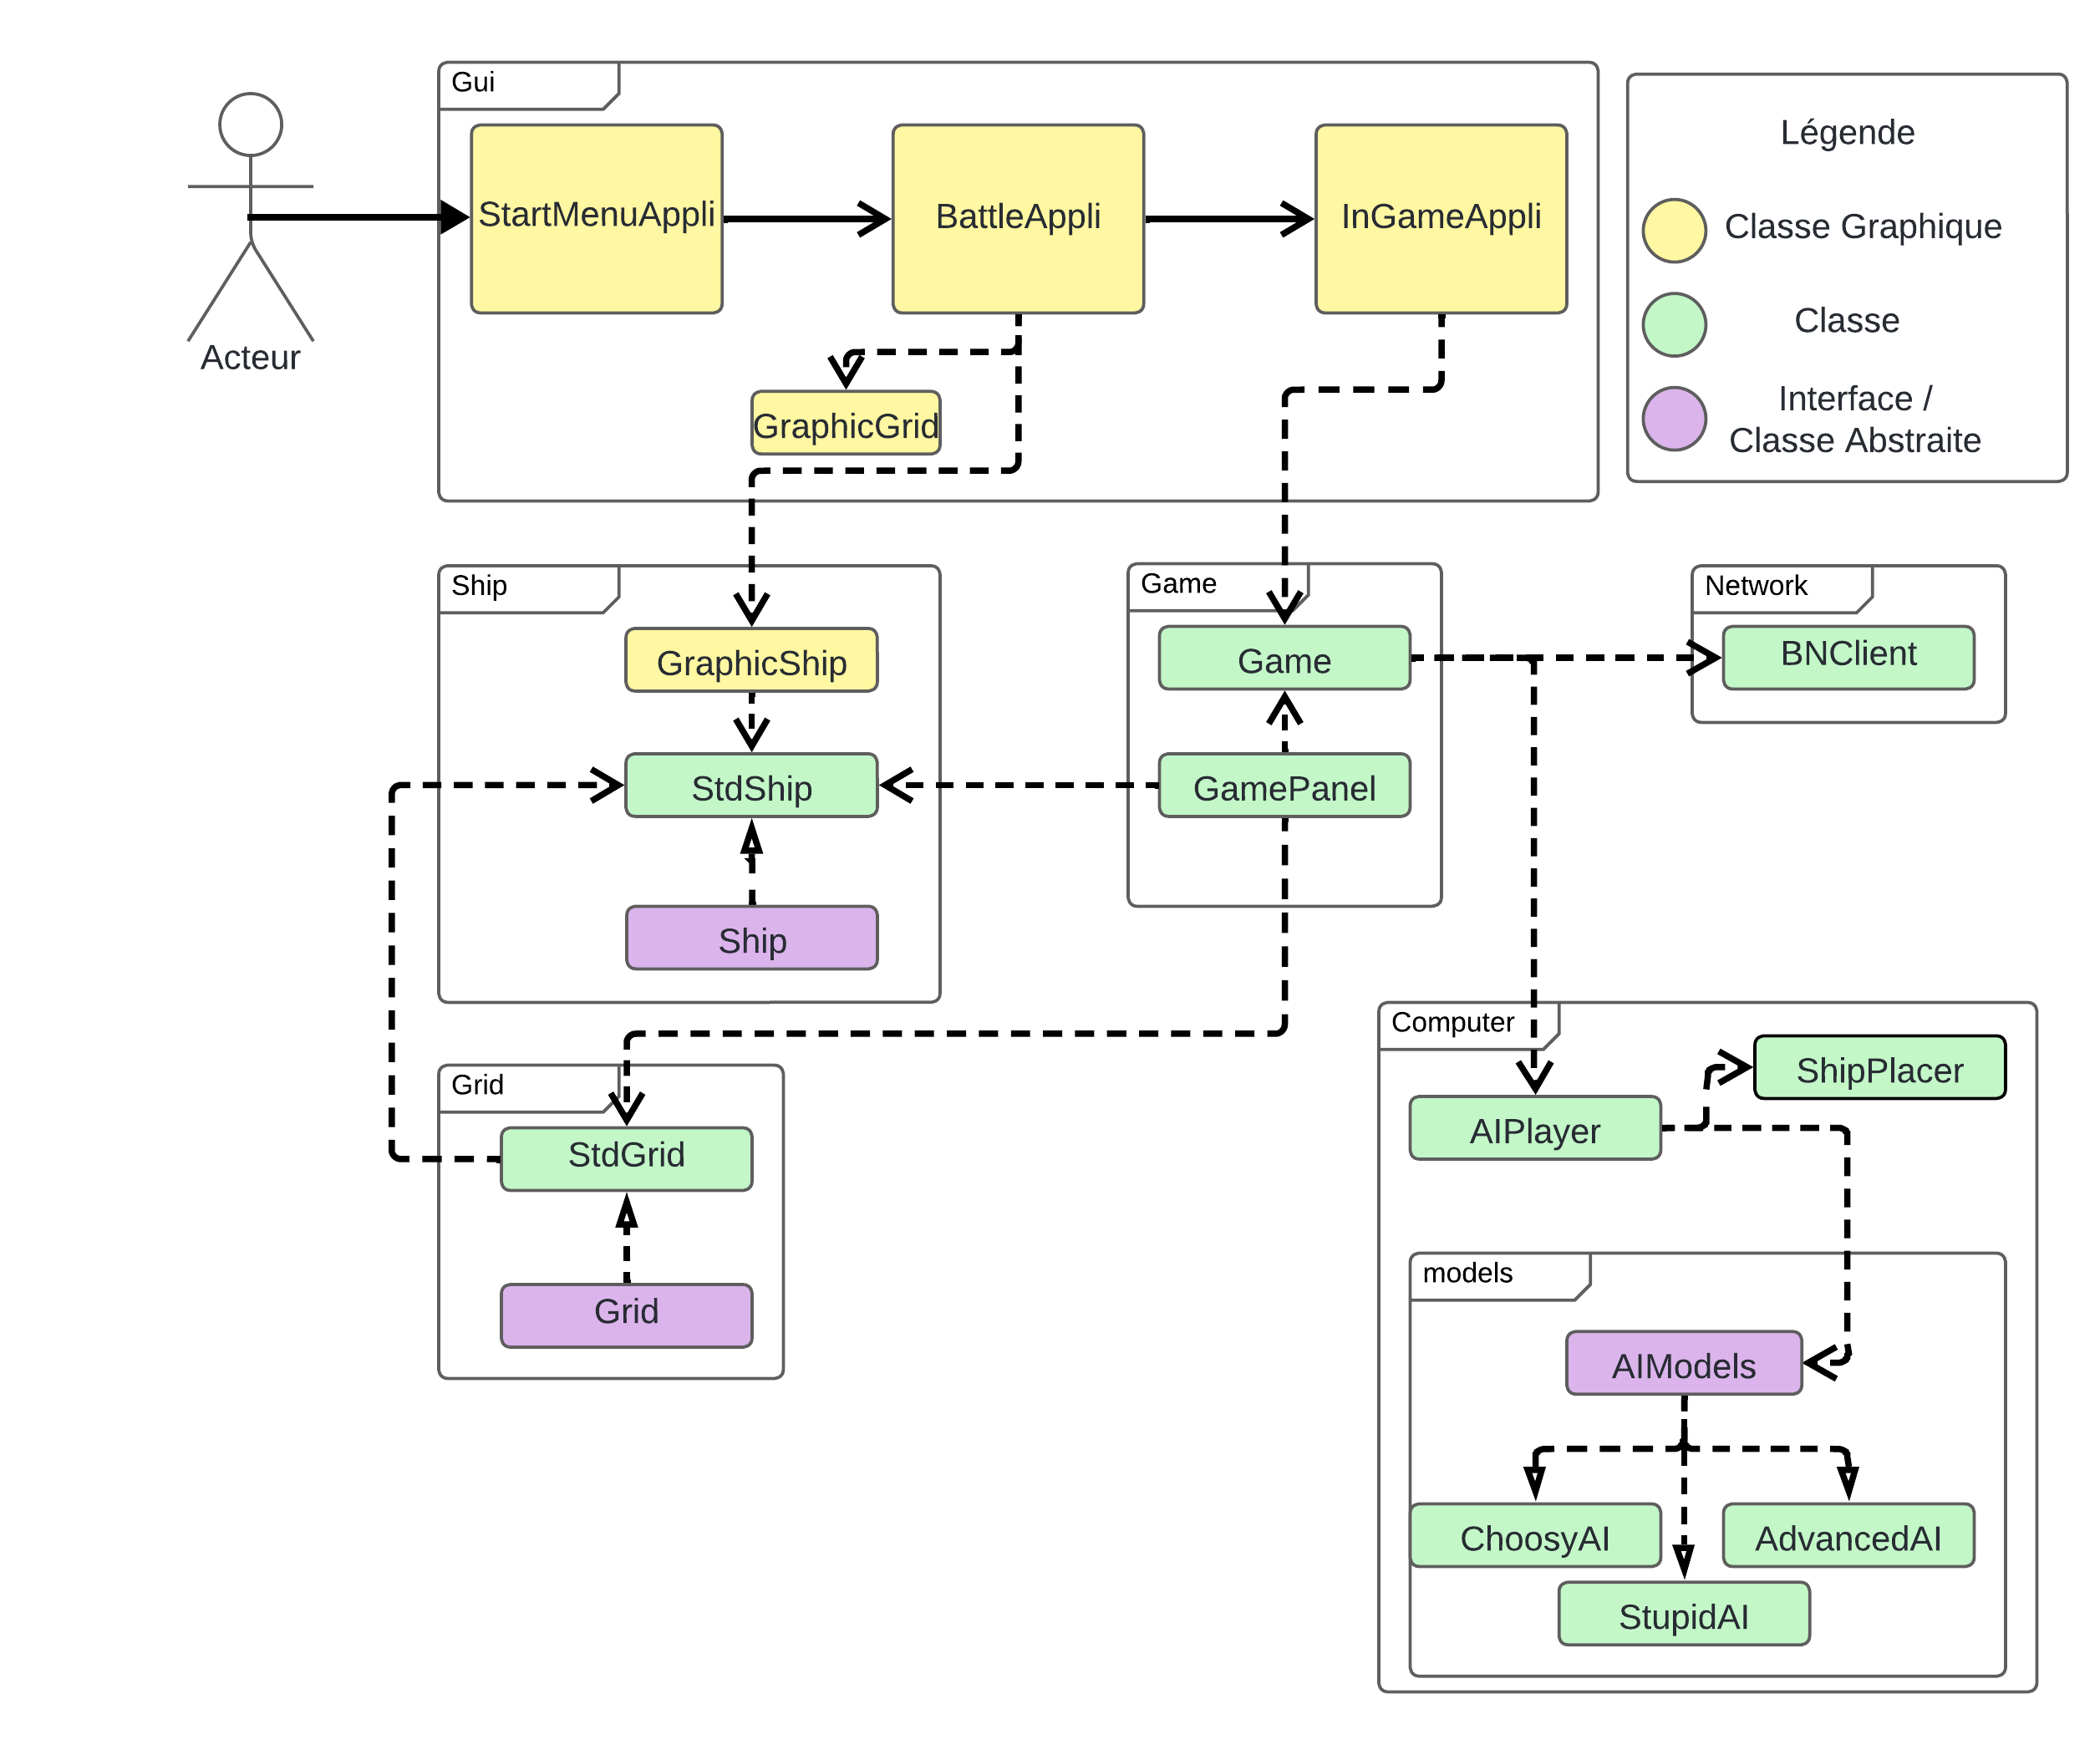 Gui
StartMenuAppli
BattleAppli
InGameAppli
GraphicGrid
Acteur
Légende
Classe Graphique
Classe
Interface /
Classe Abstraite
Ship
GraphicShip
StdShip
Ship
Game
Game
GamePanel
Network
BNClient
Grid
StdGrid
Grid
Computer
ShipPlacer
AIPlayer
models
AIModels
ChoosyAI
AdvancedAI
StupidAI